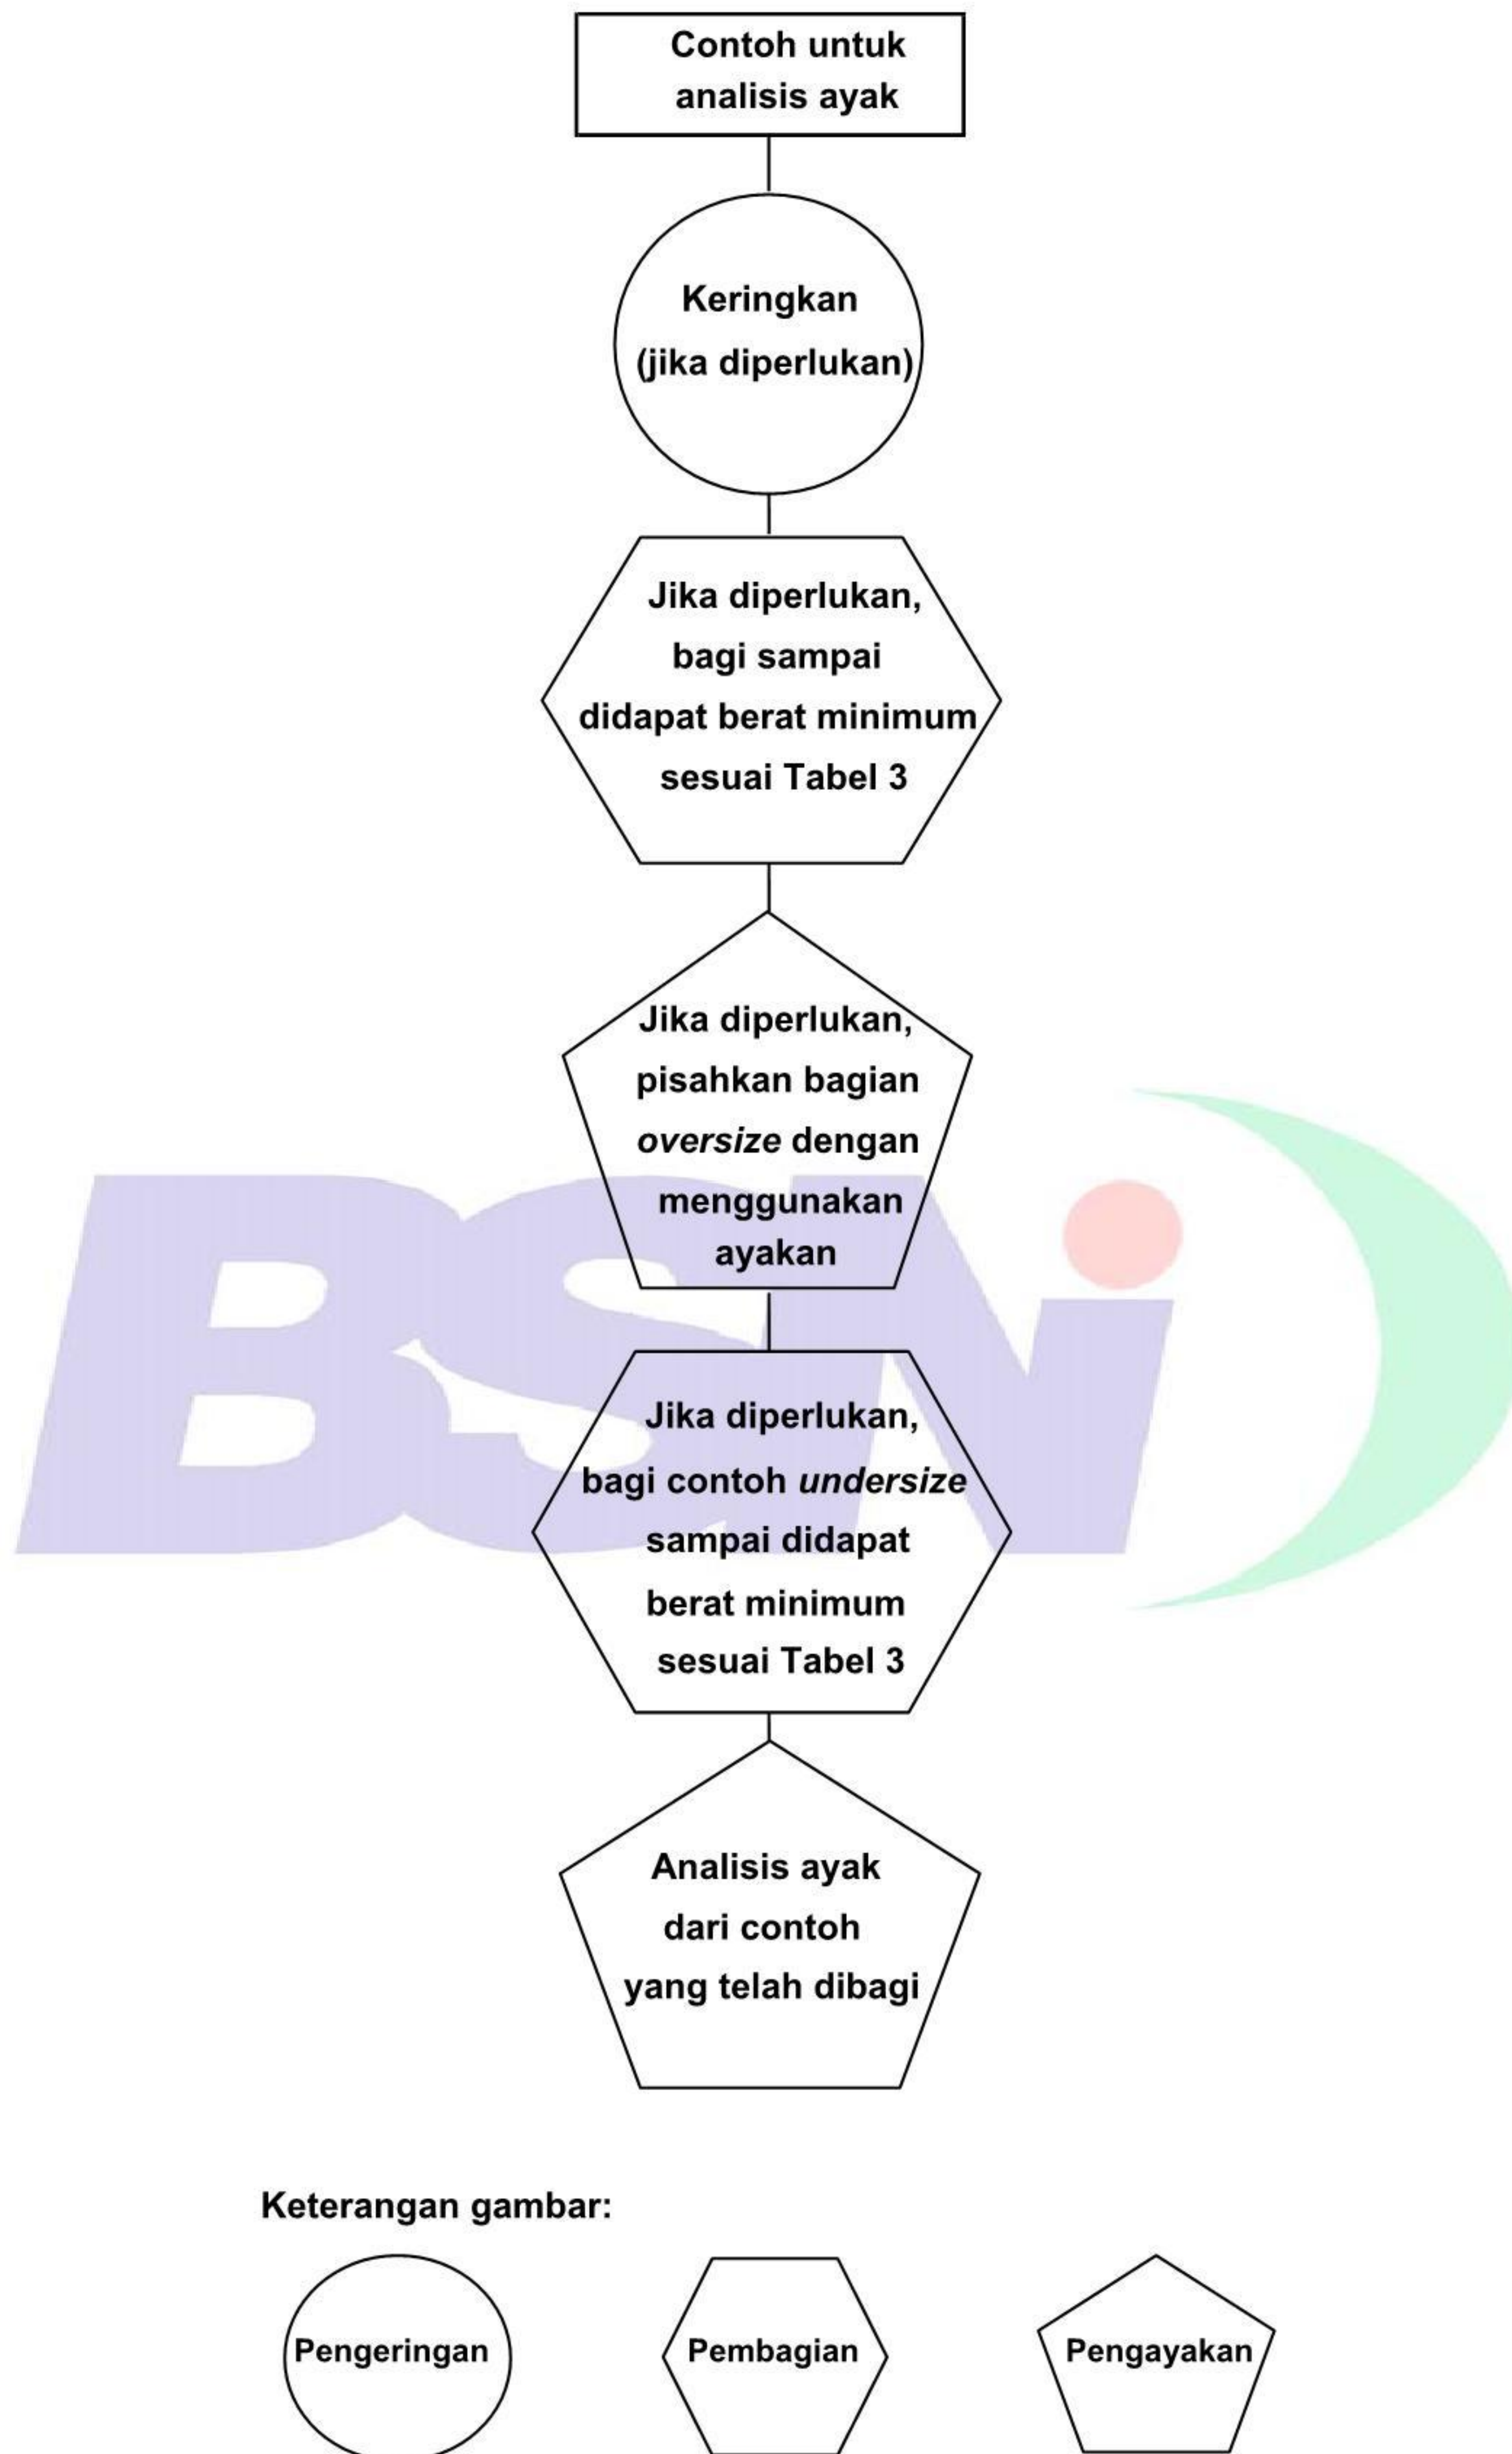 Contoh untuk
analisis ayak
Keringkan
(jika diperlukan)
Jika diperlukan,
bagi sampai
didapat berat minimum
sesuai Tabel 3
Jika diperlukan,
pisahkan bagian
oversize dengan
menggunakan
ayakan
Jika diperlukan,
bagi contoh undersize
sampai didapat
berat minimum
sesuai Tabel 3
Analisis ayak
dari contoh
yang telah dibagi
BSNi
Keterangan gambar:
Pengeringan
Pembagian
Pengayakan